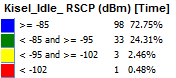 Kisel_Idle_ RSCP (dBm) [Time]
>= -85 98 72.75%
< -85 and >= -95 33 24.31%
< -95 and >= -102 3 2.46%
< -102 1 0.48%